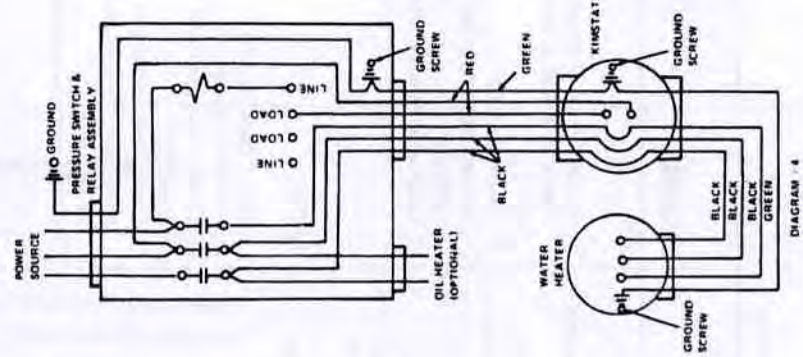 POWER
SOURCE
GROUND
PRESSURE SWITCH &
RELAY ASSEMBLY
LINE
LOAD
LOAD
LINE
OIL HEATER
(OPTIONAL)
GROUND
SCREW
RED
GREEN
BLACK
KIMSTAT
GROUND
SCREW
WATER
HEATER
BLACK
BLACK
BLACK
GREEN
GROUND
SCREW
DIAGRAM #4